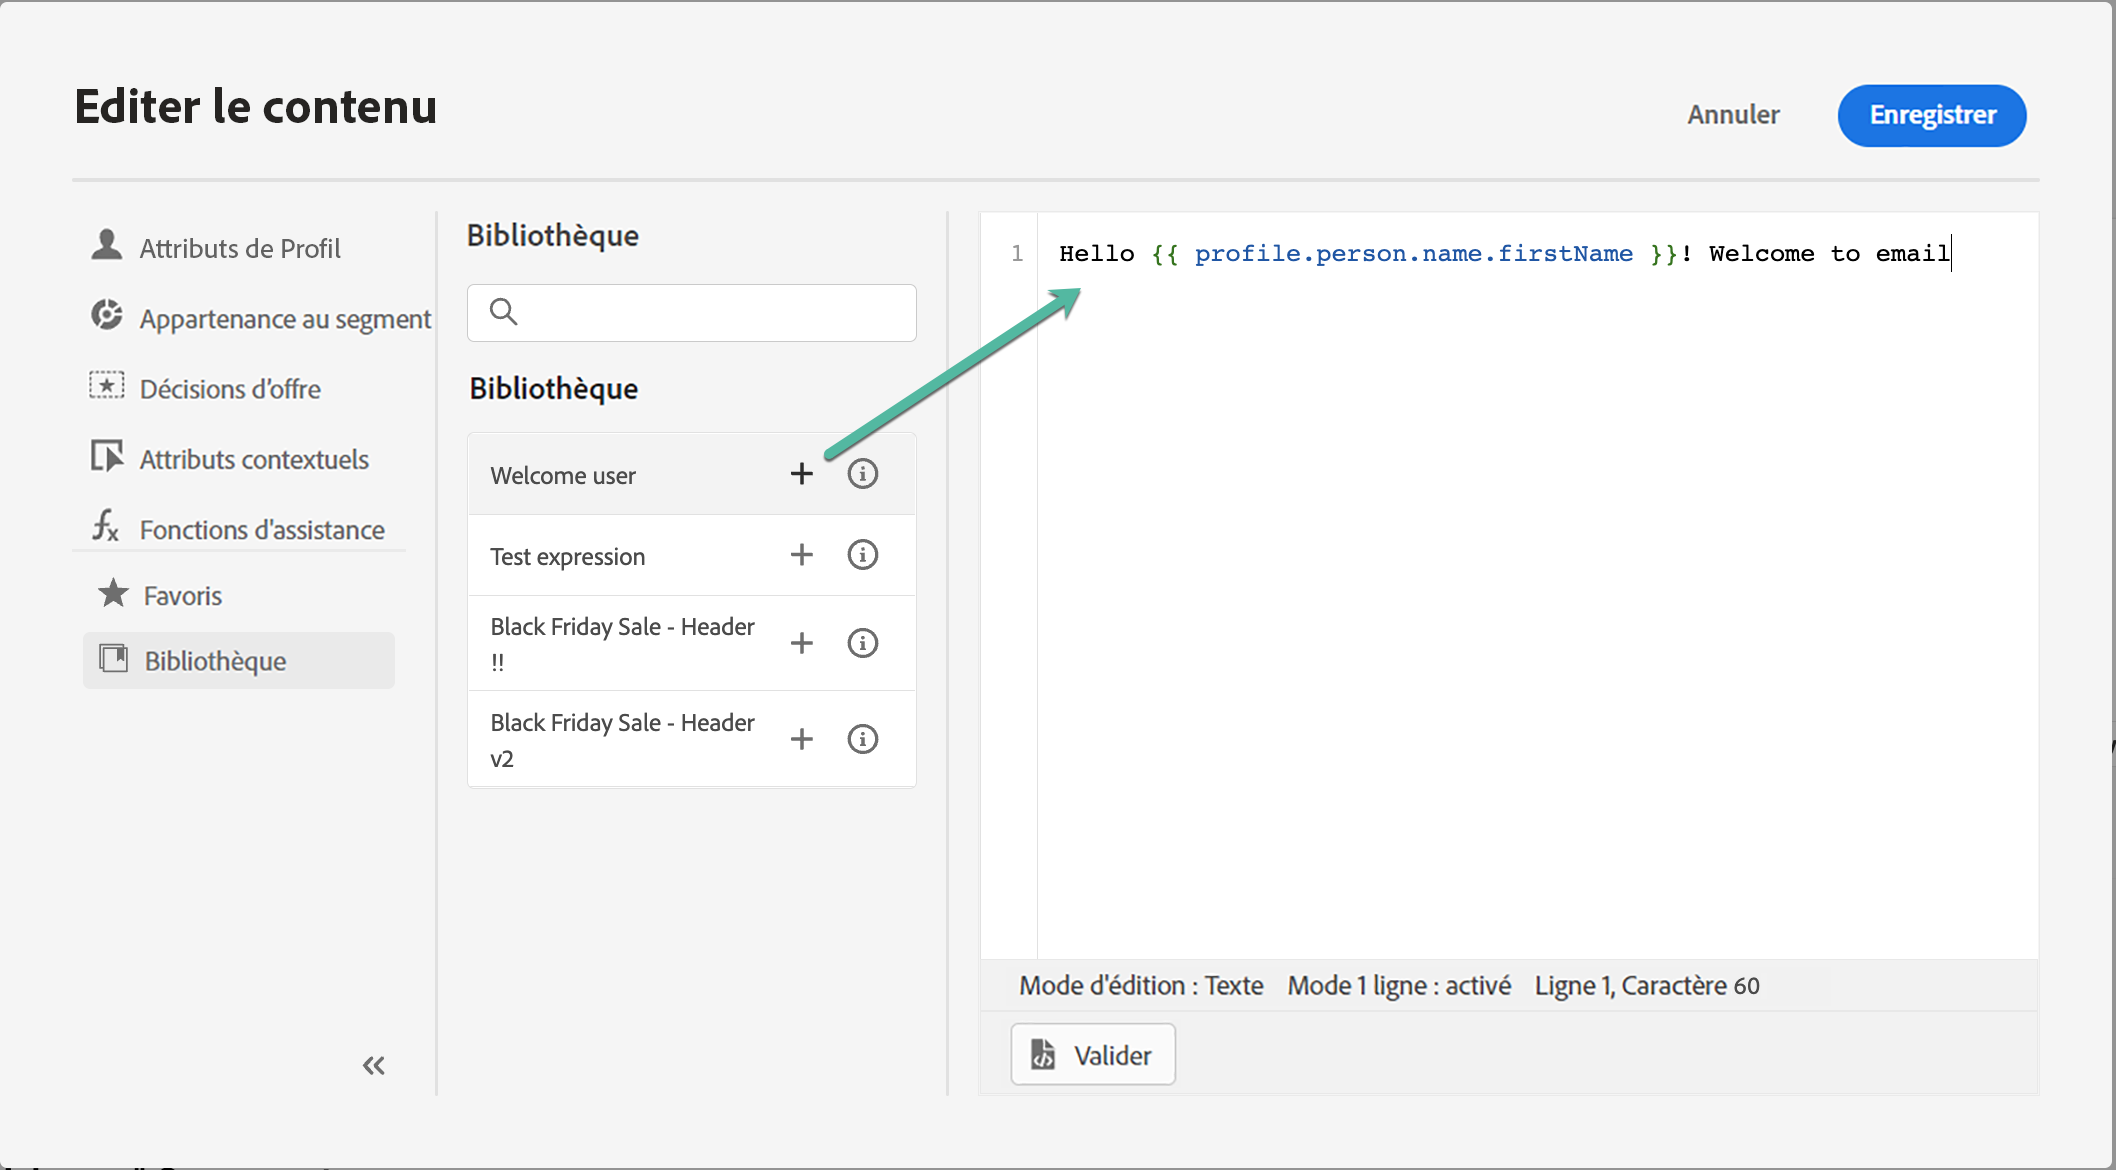 Editer le contenu
Annuler
Enregistrer
Attributs de Profil
Appartenance au segment
Décisions d'offre
Attributs contextuels
Fonctions d'assistance
Favoris
Bibliothèque
Bibliothèque
Bibliothèque
Welcome user
Test expression
Black Friday Sale - Header
!!
Black Friday Sale - Header
v2
1 Hello {{ profile.person.name.firstName }}! Welcome to email
Mode d'édition : Texte Mode 1 ligne : activé Ligne 1, Caractère 60
Valider